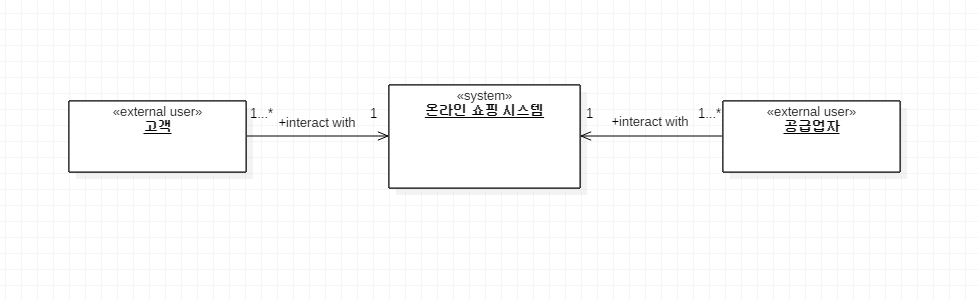 «external user»
고객
1...*
+interact with
1
«system»
온라인 쇼핑 시스템
1
+interact with
1...*
«external user»
공급업자